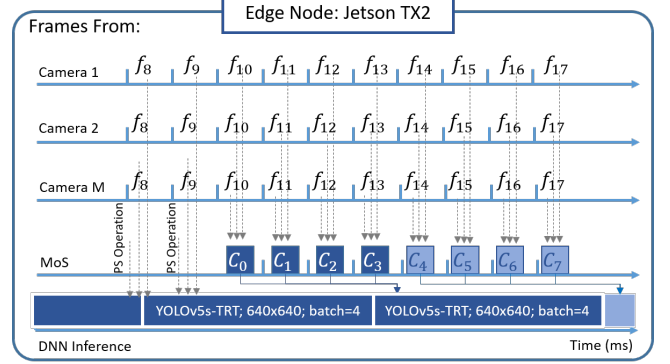 Edge Node: Jetson TX2
Frames From:
Camera 1 f8 f9 f10 f11 f12 f13 f14 f15 f16 f17
Camera 2 f8 f9 f10 f11 f12 f13 f14 f15 f16 f17
Camera M f8 f9 f10 f11 f12 f13 f14 f15 f16 f17
PS Operation PS Operation
MoS C0 C1 C2 C3 C4 C5 C6 C7
YOLOv5s-TRT; 640x640; batch=4 YOLOv5s-TRT; 640x640; batch=4
DNN Inference Time (ms)